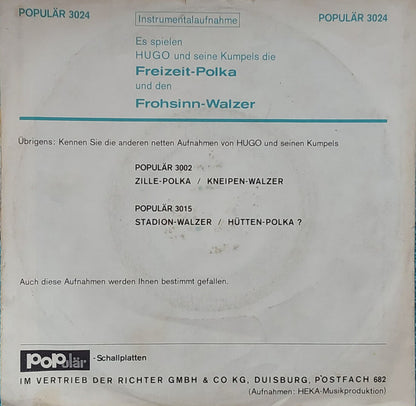 POPULÄR 3024
Instrumentalaufnahme
POPULÄR 3024
Es spielen
HUGO und seine Kumpels die
Freizeit-Polka
und den
Frohsinn-Walzer
Übrigens: Kennen Sie die anderen netten Aufnahmen von HUGO und seinen Kumpels
POPULÄR 3002
ZILLE-POLKA / KNEIPEN-WALZER
POPULÄR 3015
STADION-WALZER / HÜTTEN-POLKA ?
Auch diese Aufnahmen werden Ihnen bestimmt gefallen.
POPulär -Schallplatten
IM VERTRIEB DER RICHTER GMBH & CO KG, DUISBURG, POSTFACH 682
(Aufnahmen: HEKA-Musikproduktion)